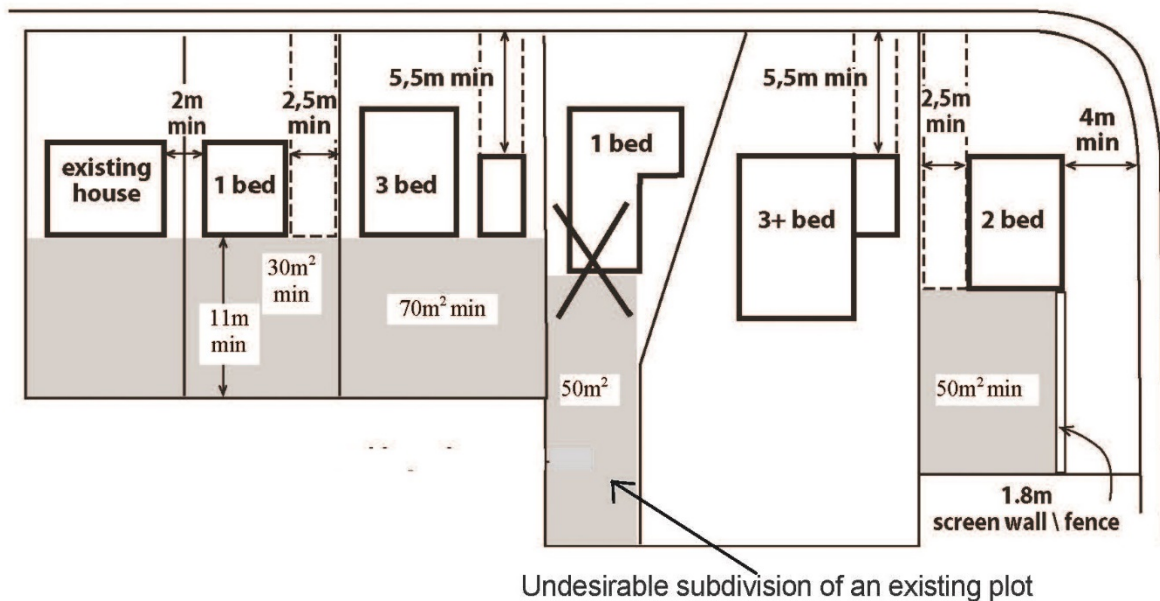 5,5m min
5,5m min
2m
min
2,5m
min
2,5m
min
4m
min
existing
house
1 bed
3 bed
1 bed
3+ bed
2 bed
30m²
min
11m
min
70m² min
50m²
50m² min
1.8m
screen wall \ fence
Undesirable subdivision of an existing plot